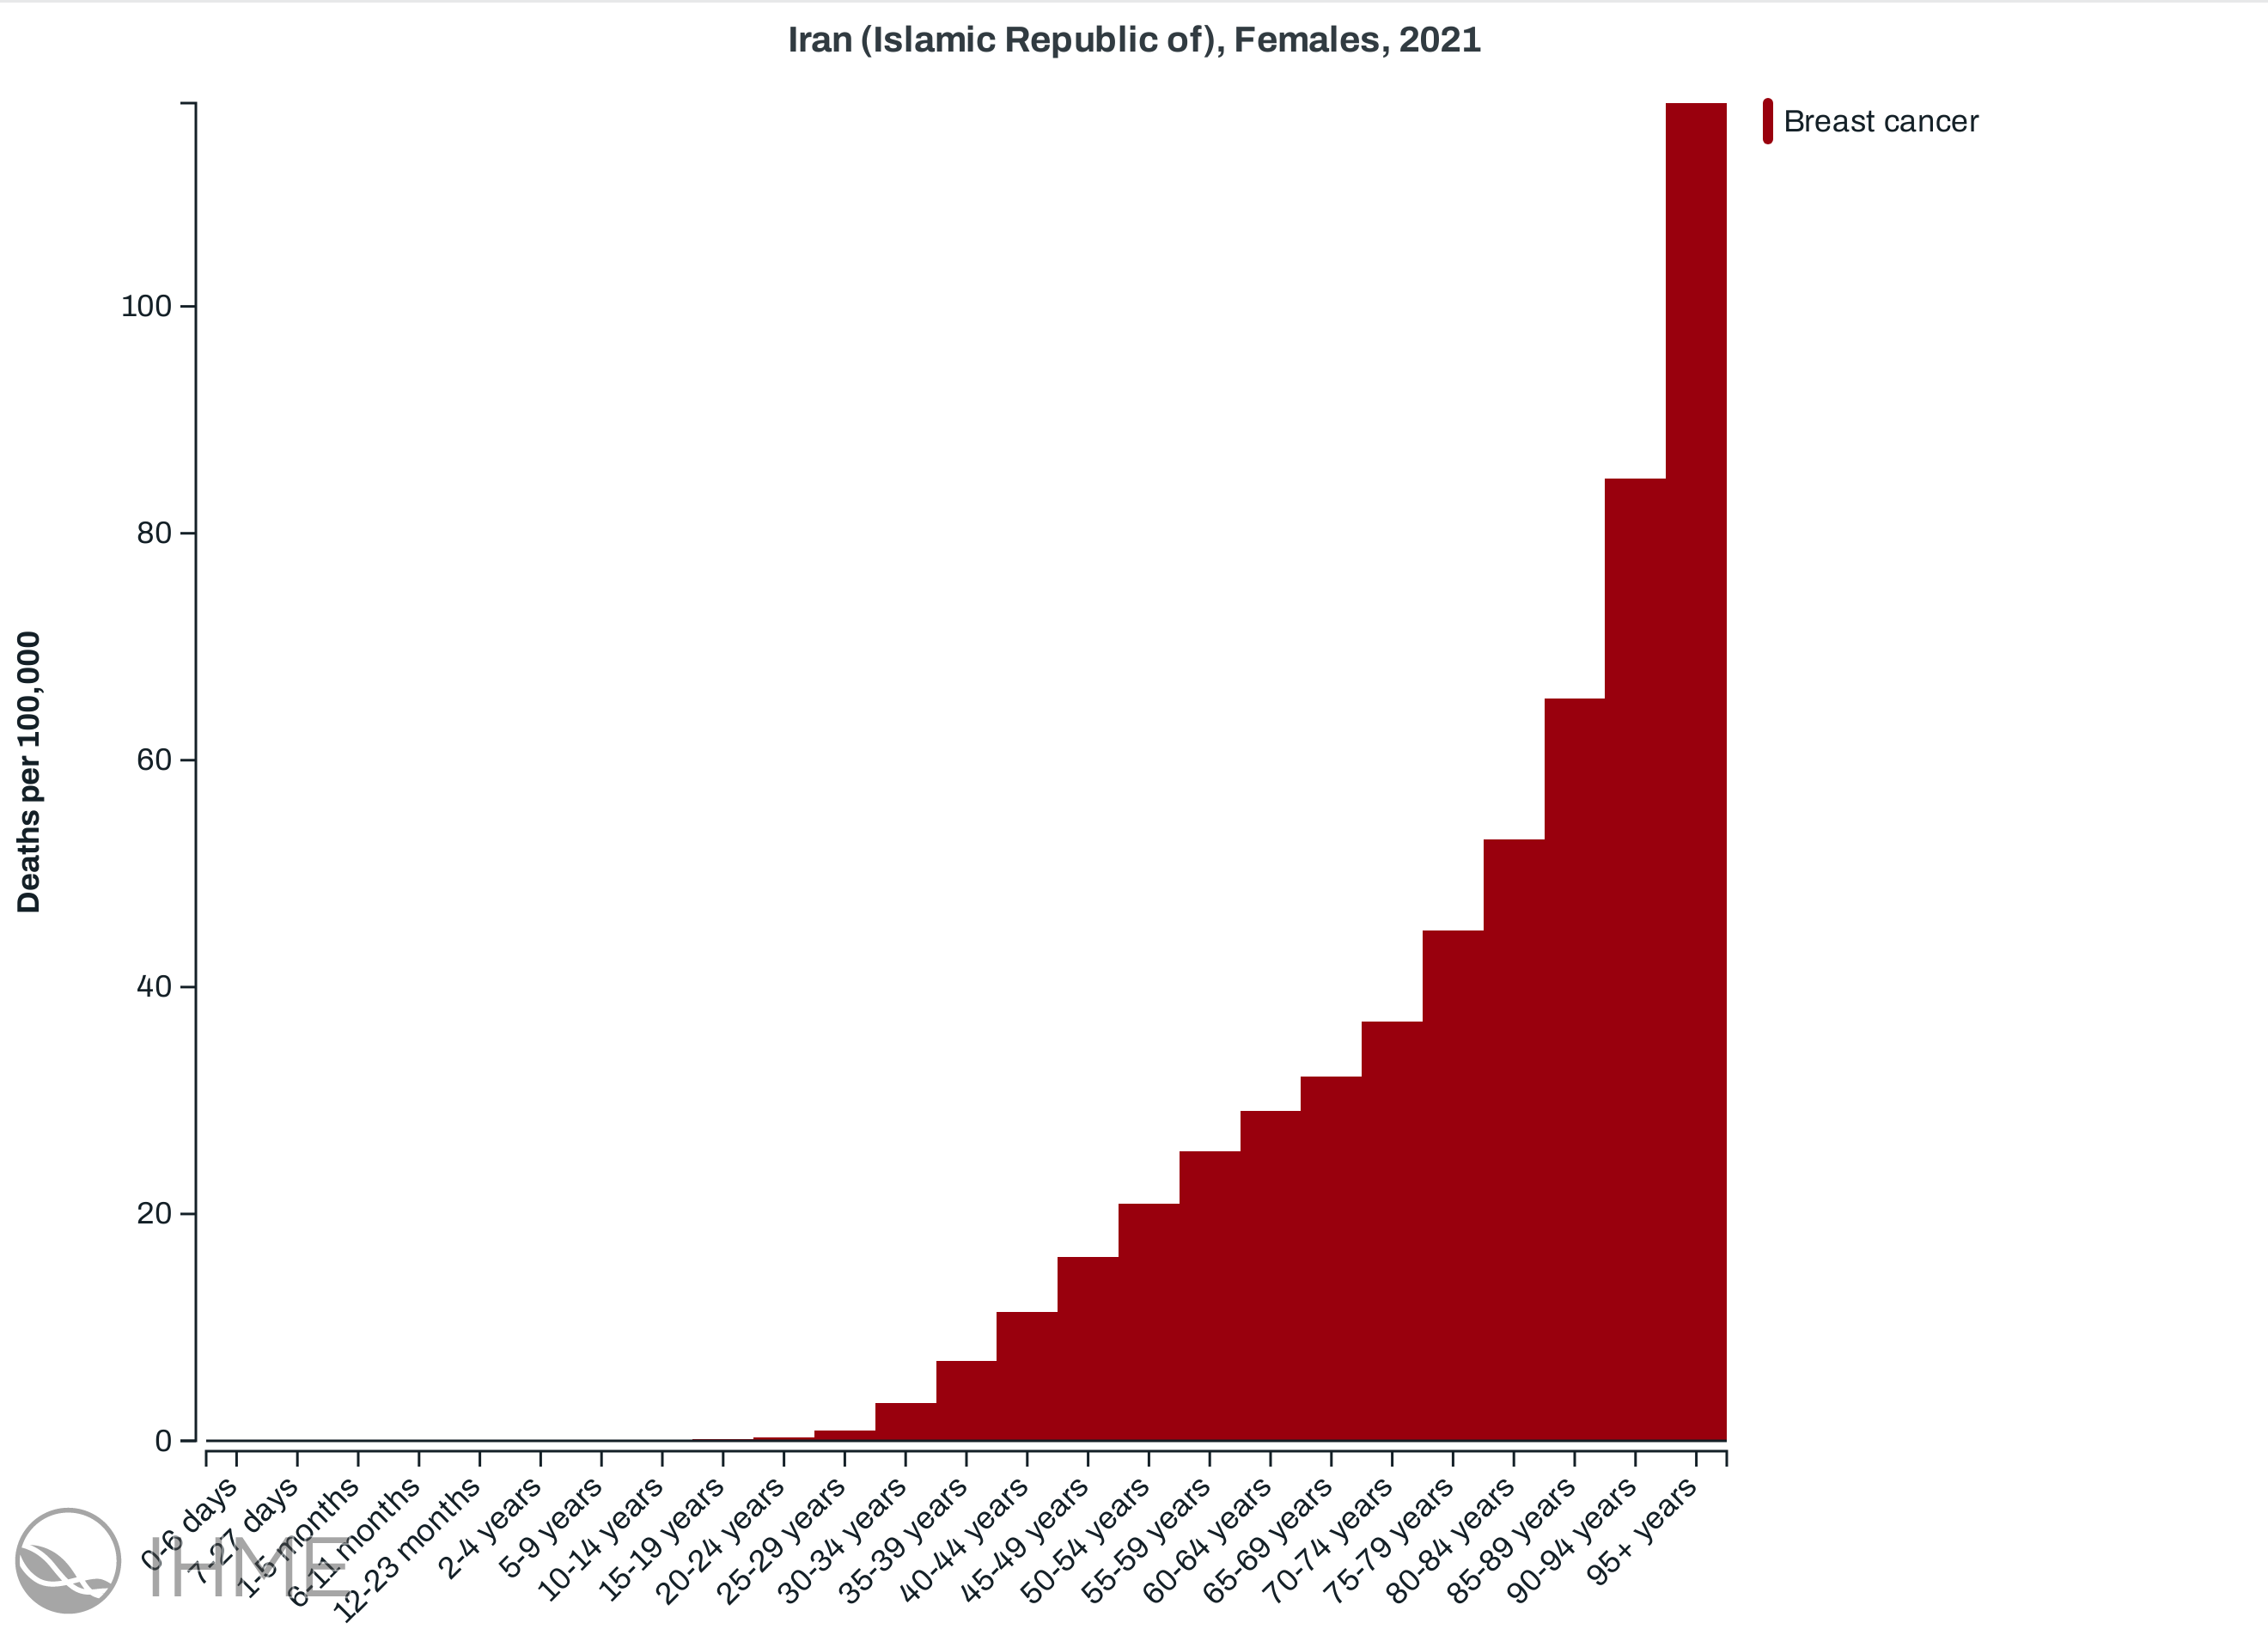 Iran (Islamic Republic of), Females, 2021
Breast cancer
Deaths per 100,000
100
80
60
40
20
0
0-6 days
7-27 days
1-5 months
6-11 months
12-23 months
2-4 years
5-9 years
10-14 years
15-19 years
20-24 years
25-29 years
30-34 years
35-39 years
40-44 years
45-49 years
50-54 years
55-59 years
60-64 years
65-69 years
70-74 years
75-79 years
80-84 years
85-89 years
90-94 years
95+ years
IHME